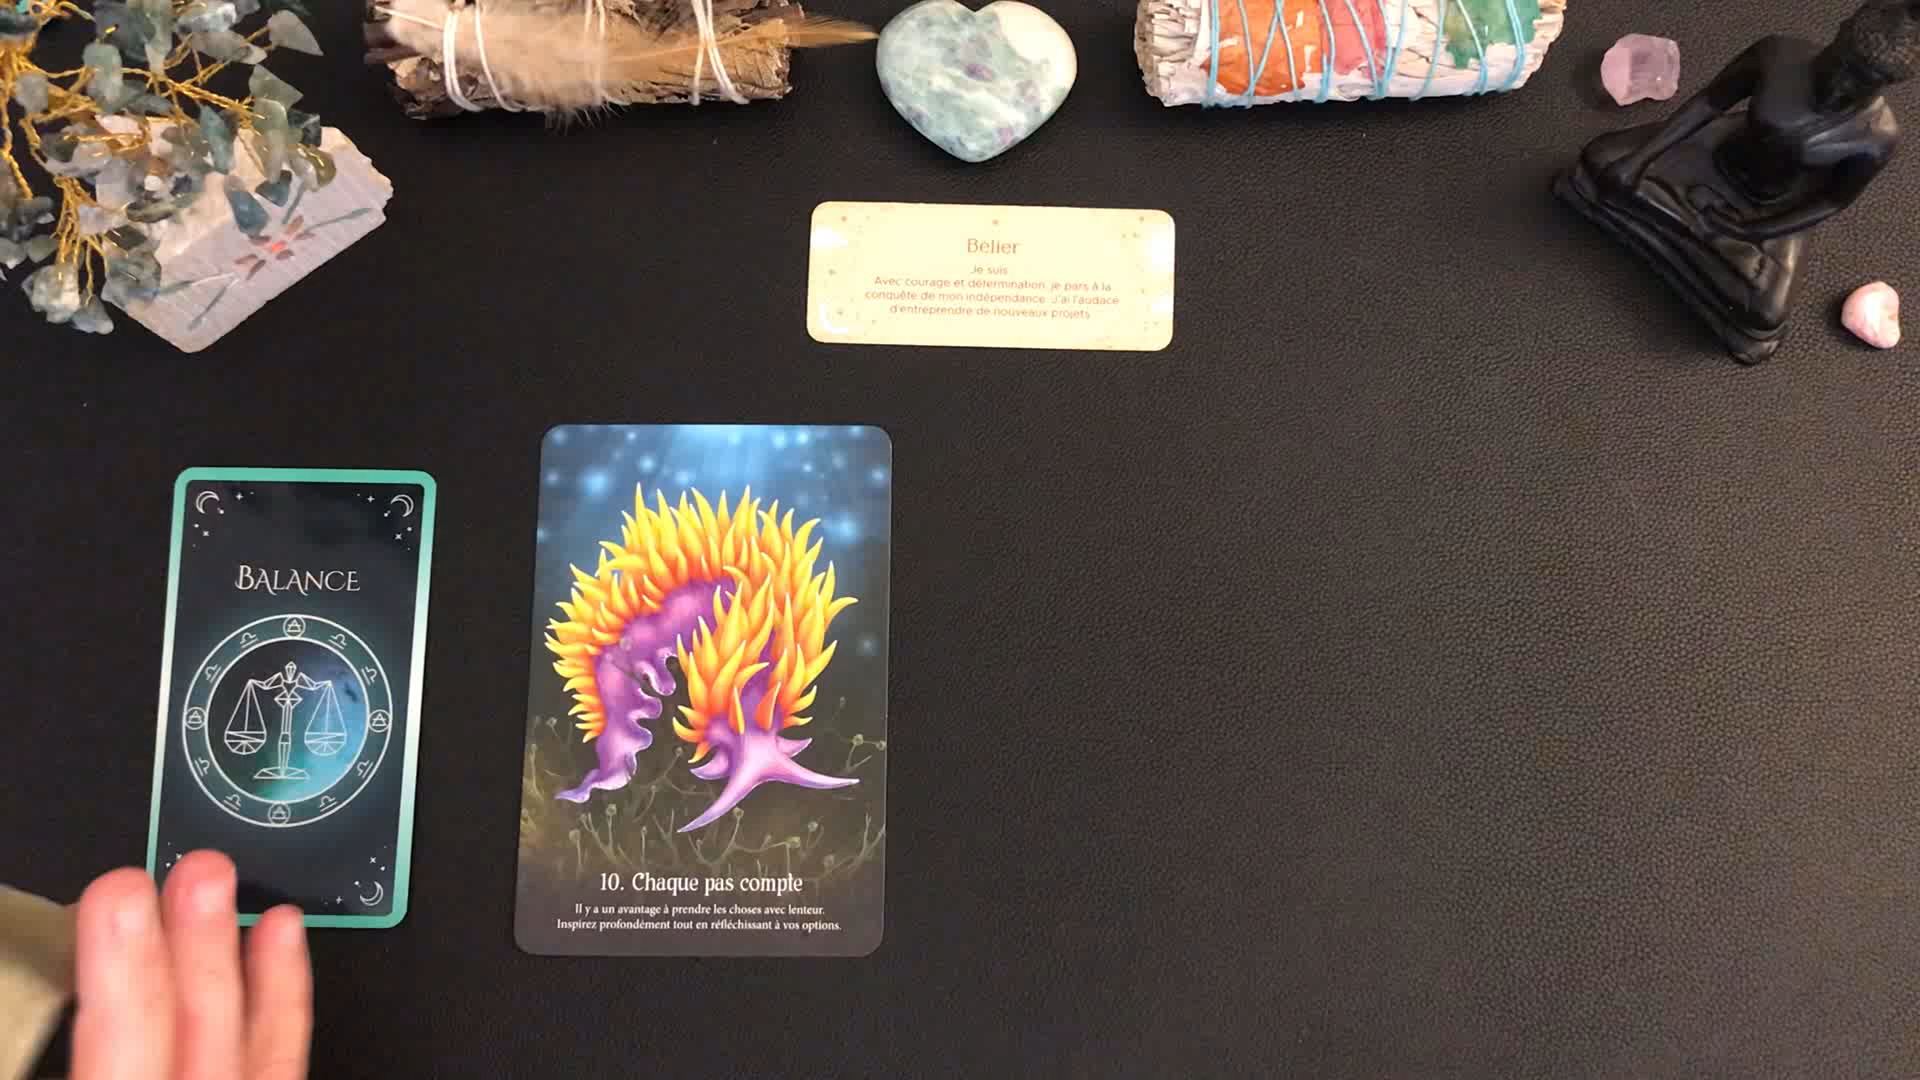 Bélier
Je suis
Avec courage et détermination, je pars à la
conquête de mon indépendance. J'ai l'audace
d'entreprendre de nouveaux projets
BALANCE
10. Chaque pas compte
Il y a un avantage à prendre les choses avec lenteur.
Inspirez profondément tout en réfléchissant à vos options.